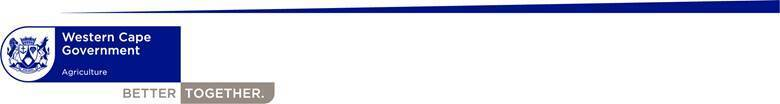 Western Cape
Government
Agriculture
BETTER TOGETHER.